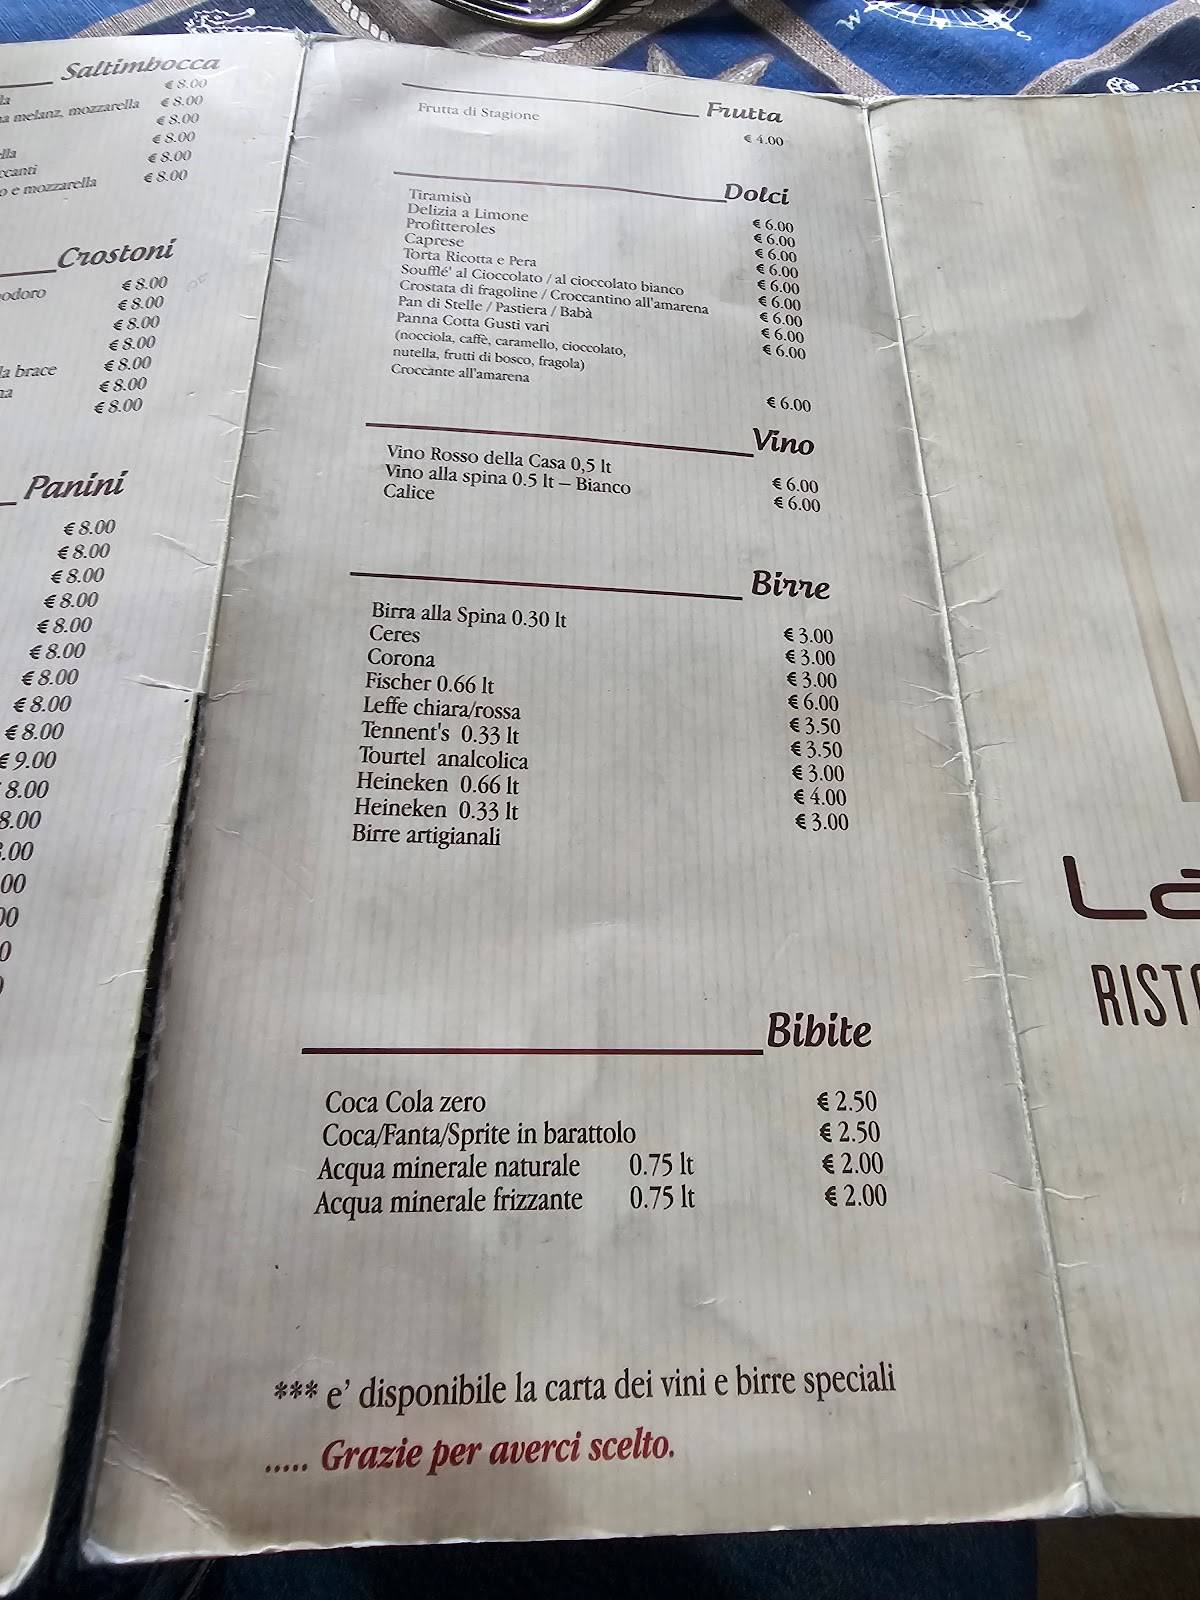 Saltimbocca
€ 8.00
melanz, mozzarella € 8.00
€ 8.00
€ 8.00
€ 8.00
o e mozzarella € 8.00
Crostoni
€ 8.00
€ 8.00
€ 8.00
€ 8.00
la brace € 8.00
€ 8.00
€ 8.00
Panini
€ 8.00
€ 8.00
€ 8.00
€ 8.00
€ 8.00
€ 8.00
€ 8.00
€ 8.00
€ 8.00
€ 9.00
8.00
8.00
.00
00
00
0
Frutta
Frutta di Stagione € 4.00
Dolci
Tiramisù € 6.00
Delizia a Limone € 6.00
Profitteroles € 6.00
Caprese € 6.00
Torta Ricotta e Pera € 6.00
Soufflé' al Cioccolato / al cioccolato bianco € 6.00
Crostata di fragoline / Croccantino all'amarena € 6.00
Pan di Stelle / Pastiera / Babà € 6.00
Panna Cotta Gusti vari € 6.00
(nocciola, caffè, caramello, cioccolato,
nutella, frutti di bosco, fragola)
Croccante all'amarena € 6.00
Vino
Vino Rosso della Casa 0,5 lt € 6.00
Vino alla spina 0.5 lt – Bianco € 6.00
Calice
Birre
Birra alla Spina 0.30 lt € 3.00
Ceres € 3.00
Corona € 3.00
Fischer 0.66 lt € 6.00
Leffe chiara/rossa € 3.50
Tennent's 0.33 lt € 3.50
Tourtel analcolica € 3.00
Heineken 0.66 lt € 4.00
Heineken 0.33 lt € 3.00
Birre artigianali
Bibite
Coca Cola zero € 2.50
Coca/Fanta/Sprite in barattolo € 2.50
Acqua minerale naturale 0.75 lt € 2.00
Acqua minerale frizzante 0.75 lt € 2.00
*** e' disponibile la carta dei vini e birre speciali
..... Grazie per averci scelto.
RIST